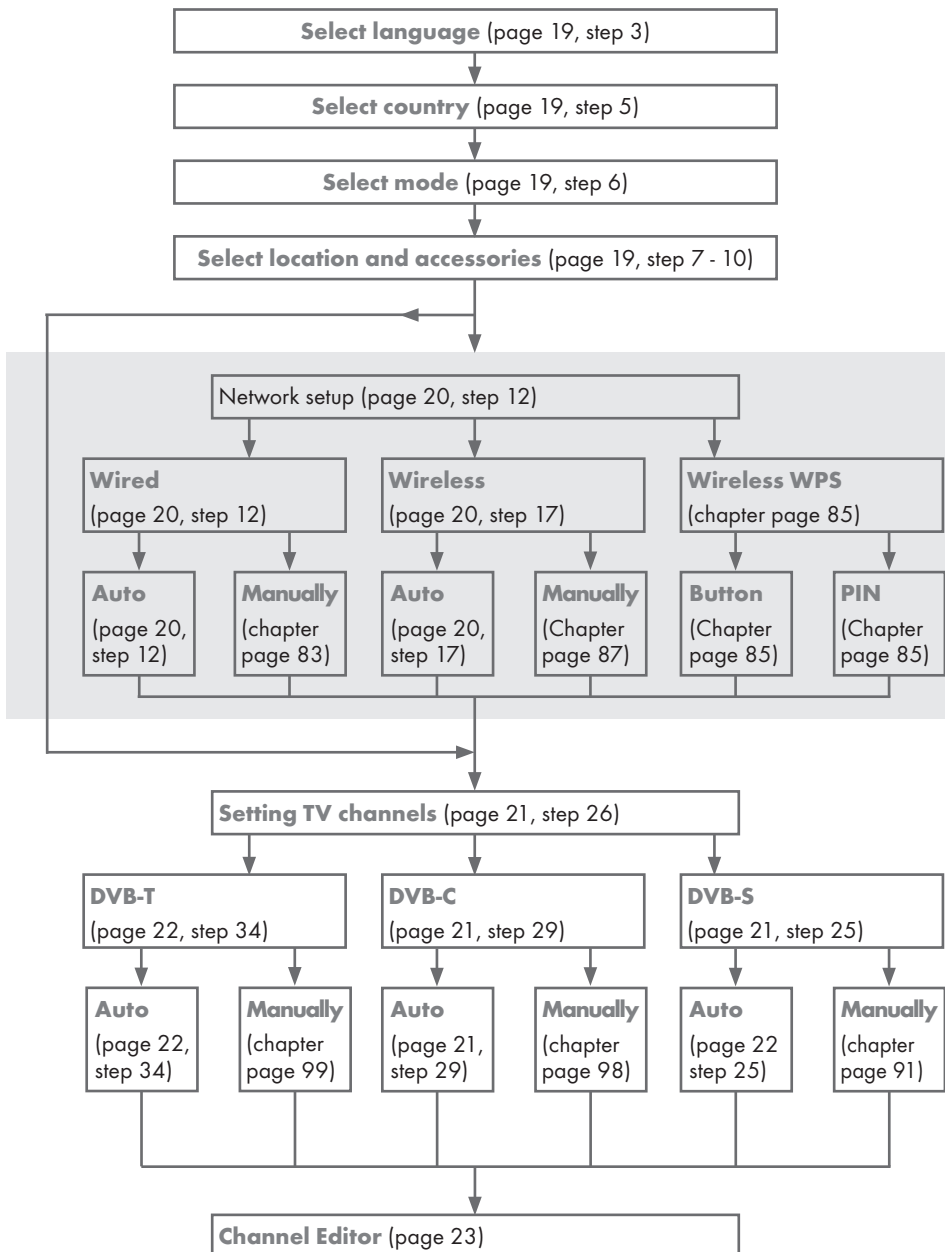 Select language (page 19, step 3)
Select country (page 19, step 5)
Select mode (page 19, step 6)
Select location and accessories (page 19, step 7 - 10)
Network setup (page 20, step 12)
Wired
(page 20, step 12)
Wireless
(page 20, step 17)
Wireless WPS
(chapter page 85)
Auto
(page 20,
step 12)
Manually
(chapter
page 83)
Auto
(page 20,
step 17)
Manually
(Chapter
page 87)
Button
(Chapter
page 85)
PIN
(Chapter
page 85)
Setting TV channels (page 21, step 26)
DVB-T
(page 22, step 34)
DVB-C
(page 21, step 29)
DVB-S
(page 21, step 25)
Auto
(page 22,
step 34)
Manually
(chapter
page 99)
Auto
(page 21,
step 29)
Manually
(chapter
page 98)
Auto
(page 22
step 25)
Manually
(chapter
page 91)
Channel Editor (page 23)